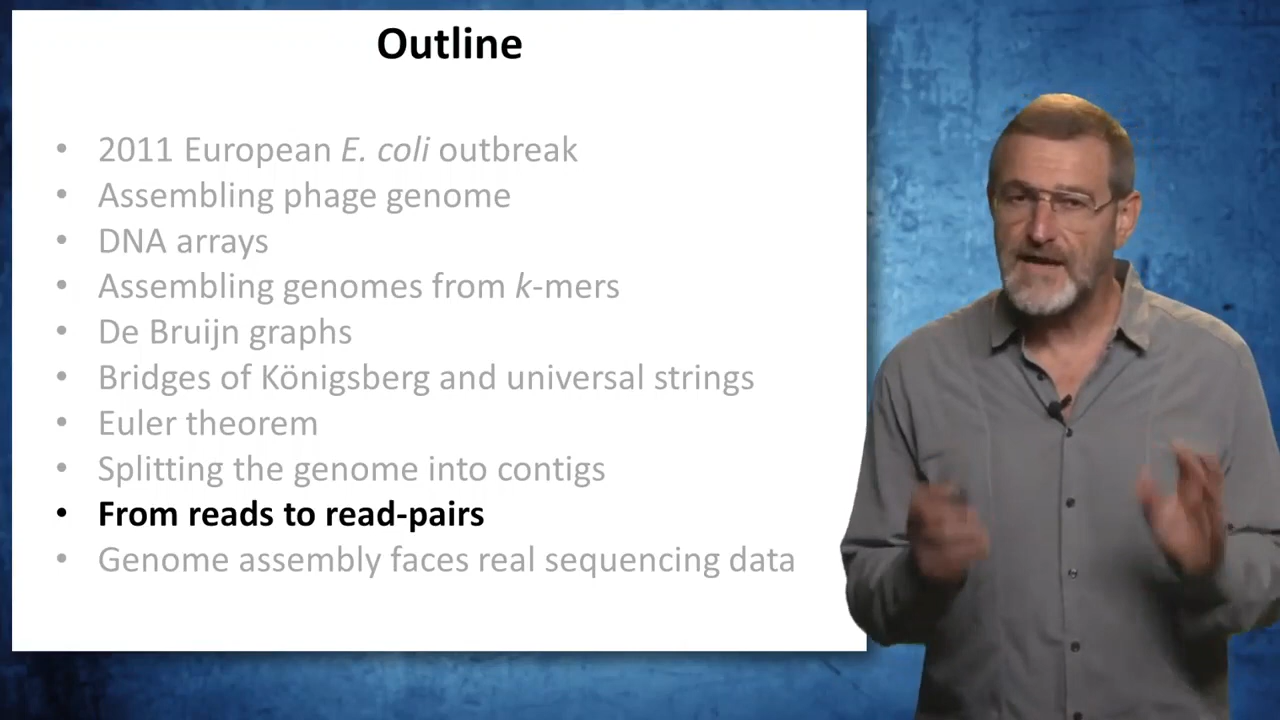 Outline
• 2011 European E. coli outbreak
• Assembling phage genome
• DNA arrays
• Assembling genomes from k-mers
• De Bruijn graphs
• Bridges of Königsberg and universal strings
• Euler theorem
• Splitting the genome into contigs
• From reads to read-pairs
• Genome assembly faces real sequencing data